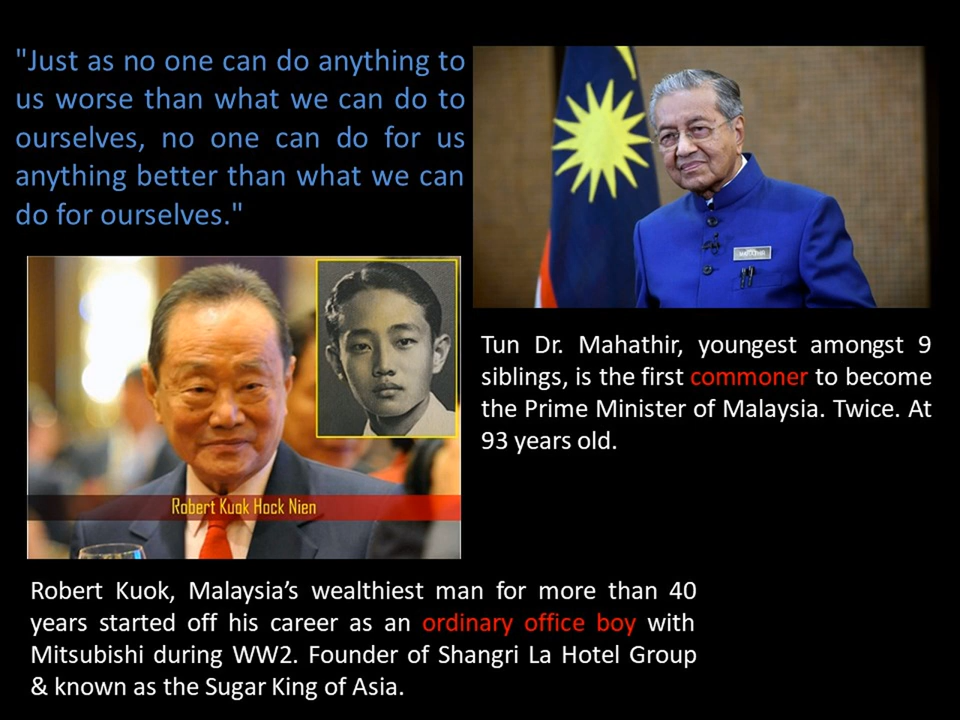 "Just as no one can do anything to
us worse than what we can do to
ourselves, no one can do for us
anything better than what we can
do for ourselves."
Robert Kuok Hock Nien
Tun Dr. Mahathir, youngest amongst 9
siblings, is the first commoner to become
the Prime Minister of Malaysia. Twice. At
93 years old.
Robert Kuok, Malaysia’s wealthiest man for more than 40
years started off his career as an ordinary office boy with
Mitsubishi during WW2. Founder of Shangri La Hotel Group
& known as the Sugar King of Asia.